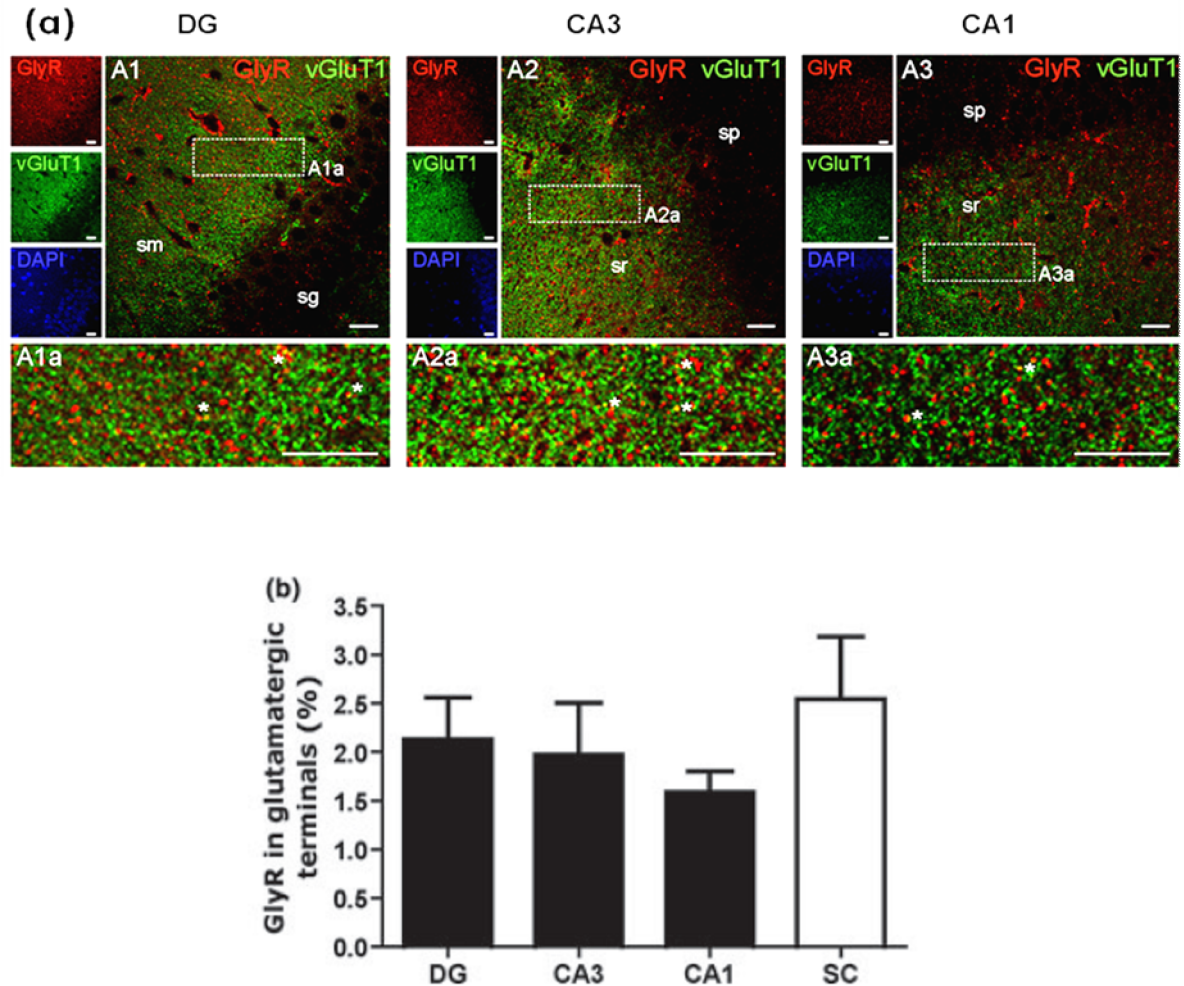 (a) DG CA3 CA1
GlyR A1 GlyR vGluT1
vGluT1
DAPI
A1a
sm
sg
A1a
* * *
GlyR A2 GlyR vGluT1
vGluT1
DAPI
sp
A2a
sr
A2a
* * *
GlyR A3 GlyR vGluT1
vGluT1
DAPI
sp
sr
A3a
A3a
* *
(b)
GlyR in glutamatergic
terminals (%)
3.5
3.0
2.5
2.0
1.5
1.0
0.5
0.0
DG CA3 CA1 SC